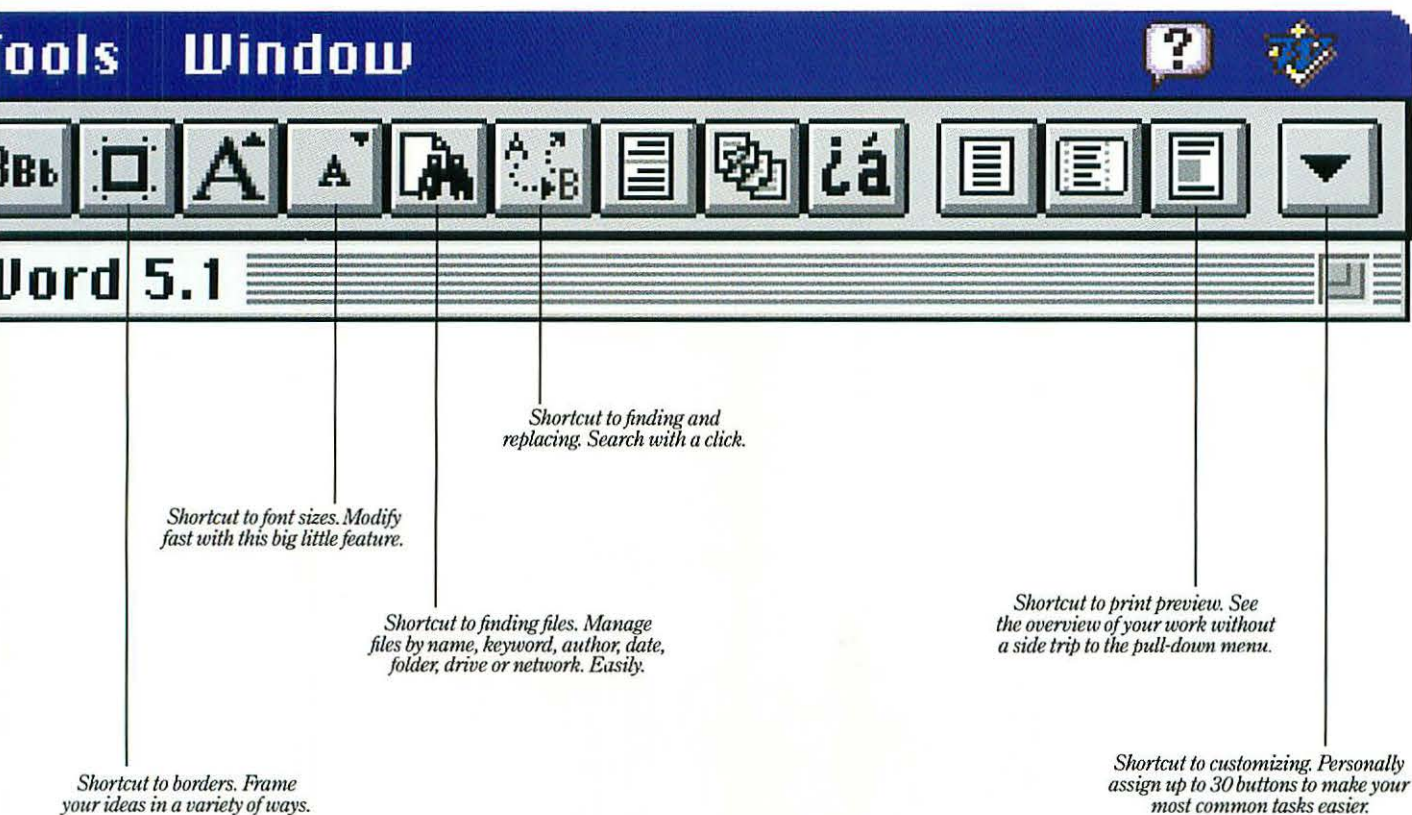 ools Window ?
Bb A A A B ¿á
Word 5.1
Shortcut to finding and
replacing. Search with a click.
Shortcut to font sizes. Modify
fast with this big little feature.
Shortcut to finding files. Manage
files by name, keyword, author, date,
folder, drive or network. Easily.
Shortcut to print preview. See
the overview of your work without
a side trip to the pull-down menu.
Shortcut to borders. Frame
your ideas in a variety of ways.
Shortcut to customizing. Personally
assign up to 30 buttons to make your
most common tasks easier.